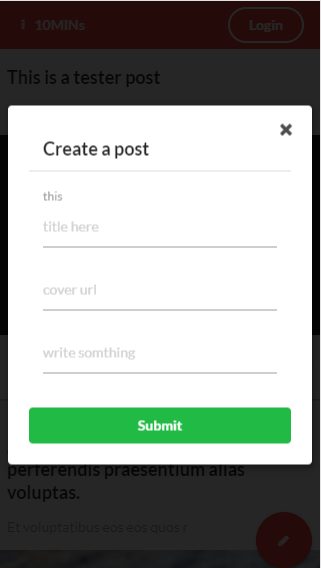 10MINs
Login
This is a tester post
Create a post
this
title here
cover url
write somthing
Submit
perferendis praesentium alias
voluptas.
Et voluptatibus eos eos quos r